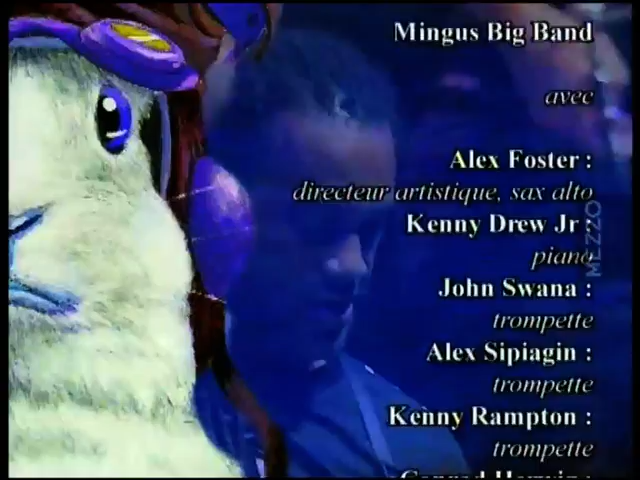 Mingus Big Band
avec
Alex Foster :
directeur artistique, sax alto
Kenny Drew Jr :
piano
MEZZO
John Swana :
trompette
Alex Sipiagin :
trompette
Kenny Rampton :
trompette